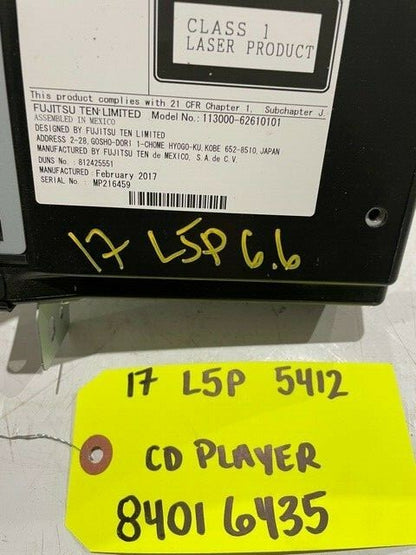 CLASS 1
LASER PRODUCT
This product complies with 21 CFR Chapter 1, Subchapter J.
FUJITSU TEN LIMITED Model No.: 113000-62610101
ASSEMBLED IN MEXICO
DESIGNED BY FUJITSU TEN LIMITED
ADDRESS 2-28, GOSHO-DORI 1-CHOME HYOGO-KU, KOBE 652-8510, JAPAN
MANUFACTURED BY FUJITSU TEN de MEXICO, S.A. de C.V.
DUNS No. : 812425551
MANUFACTURED : February 2017
SERIAL No. : MP216459
17 L5P 6.6
17 L5P 5412
CD PLAYER
84016435